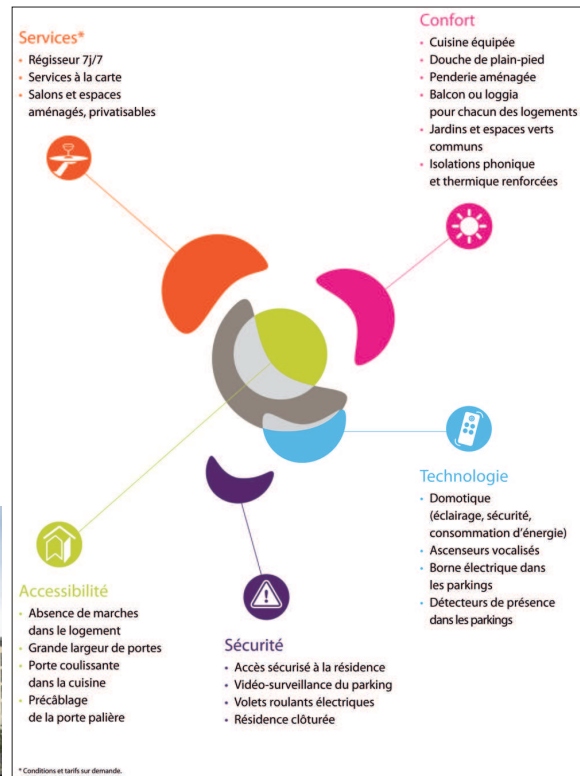 Services*
• Régisseur 7j/7
• Services à la carte
• Salons et espaces
aménagés, privatisables
Confort
• Cuisine équipée
• Douche de plain-pied
• Penderie aménagée
• Balcon ou loggia
pour chacun des logements
• Jardins et espaces verts
communs
• Isolations phonique
et thermique renforcées
Technologie
• Domotique
(éclairage, sécurité,
consommation d'énergie)
• Ascenseurs vocalisés
• Borne électrique dans
les parkings
• Détecteurs de présence
dans les parkings
Accessibilité
• Absence de marches
dans le logement
• Grande largeur de portes
• Porte coulissante
dans la cuisine
• Précâblage
de la porte palière
Sécurité
• Accès sécurisé à la résidence
• Vidéo-surveillance du parking
• Volets roulants électriques
• Résidence clôturée
* Conditions et tarifs sur demande.